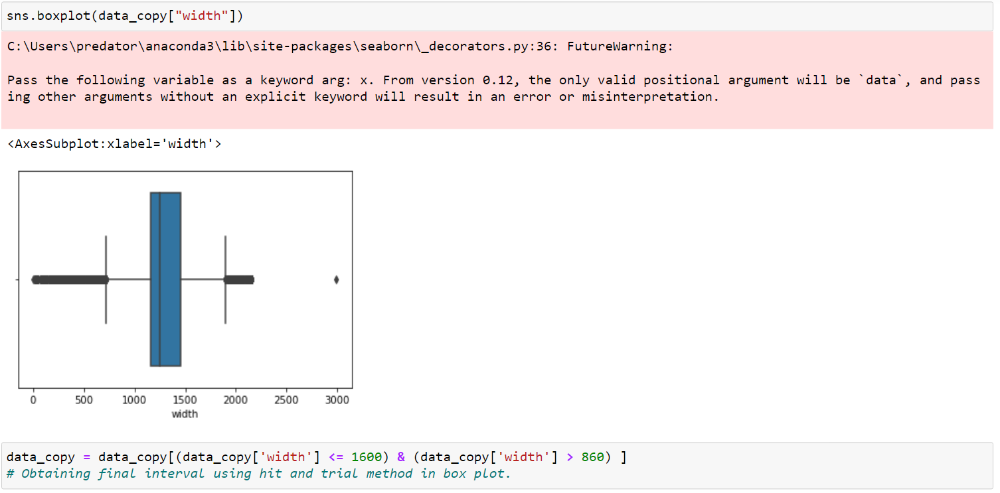 sns.boxplot(data_copy["width"])
C:\Users\predator\anaconda3\lib\site-packages\seaborn\_decorators.py:36: FutureWarning:
Pass the following variable as a keyword arg: x. From version 0.12, the only valid positional argument will be `data`, and pass
ing other arguments without an explicit keyword will result in an error or misinterpretation.
<AxesSubplot:xlabel='width'>
0 500 1000 1500 2000 2500 3000
width
data_copy = data_copy[(data_copy['width'] <= 1600) & (data_copy['width'] > 860) ]
# Obtaining final interval using hit and trial method in box plot.